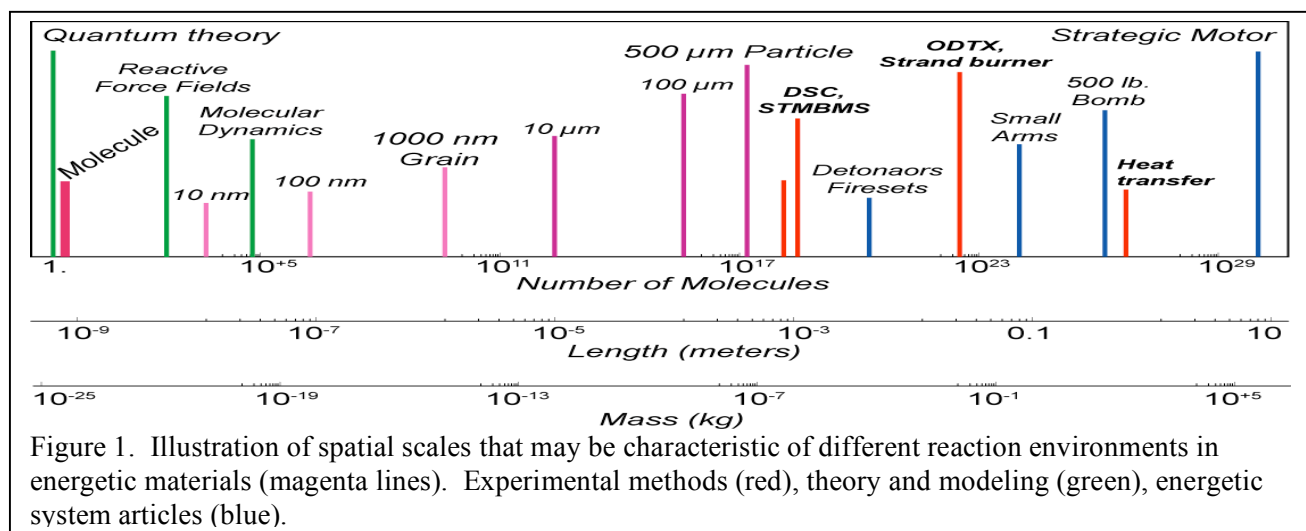 Quantum theory
Reactive
Force Fields
Molecule
10 nm
Molecular
Dynamics
100 nm
1000 nm
Grain
10 µm
500 µm Particle
100 µm
DSC,
STMBMS
Detonaors
Firesets
ODTX,
Strand burner
Small
Arms
500 lb.
Bomb
Heat
transfer
Strategic Motor
1. 10⁺⁵ 10¹¹ 10¹⁷ 10²³ 10²⁹
Number of Molecules
10⁻⁹ 10⁻⁷ 10⁻⁵ 10⁻³ 0.1 10
Length (meters)
10⁻²⁵ 10⁻¹⁹ 10⁻¹³ 10⁻⁷ 10⁻¹ 10⁺⁵
Mass (kg)
Figure 1. Illustration of spatial scales that may be characteristic of different reaction environments in
energetic materials (magenta lines). Experimental methods (red), theory and modeling (green), energetic
system articles (blue).